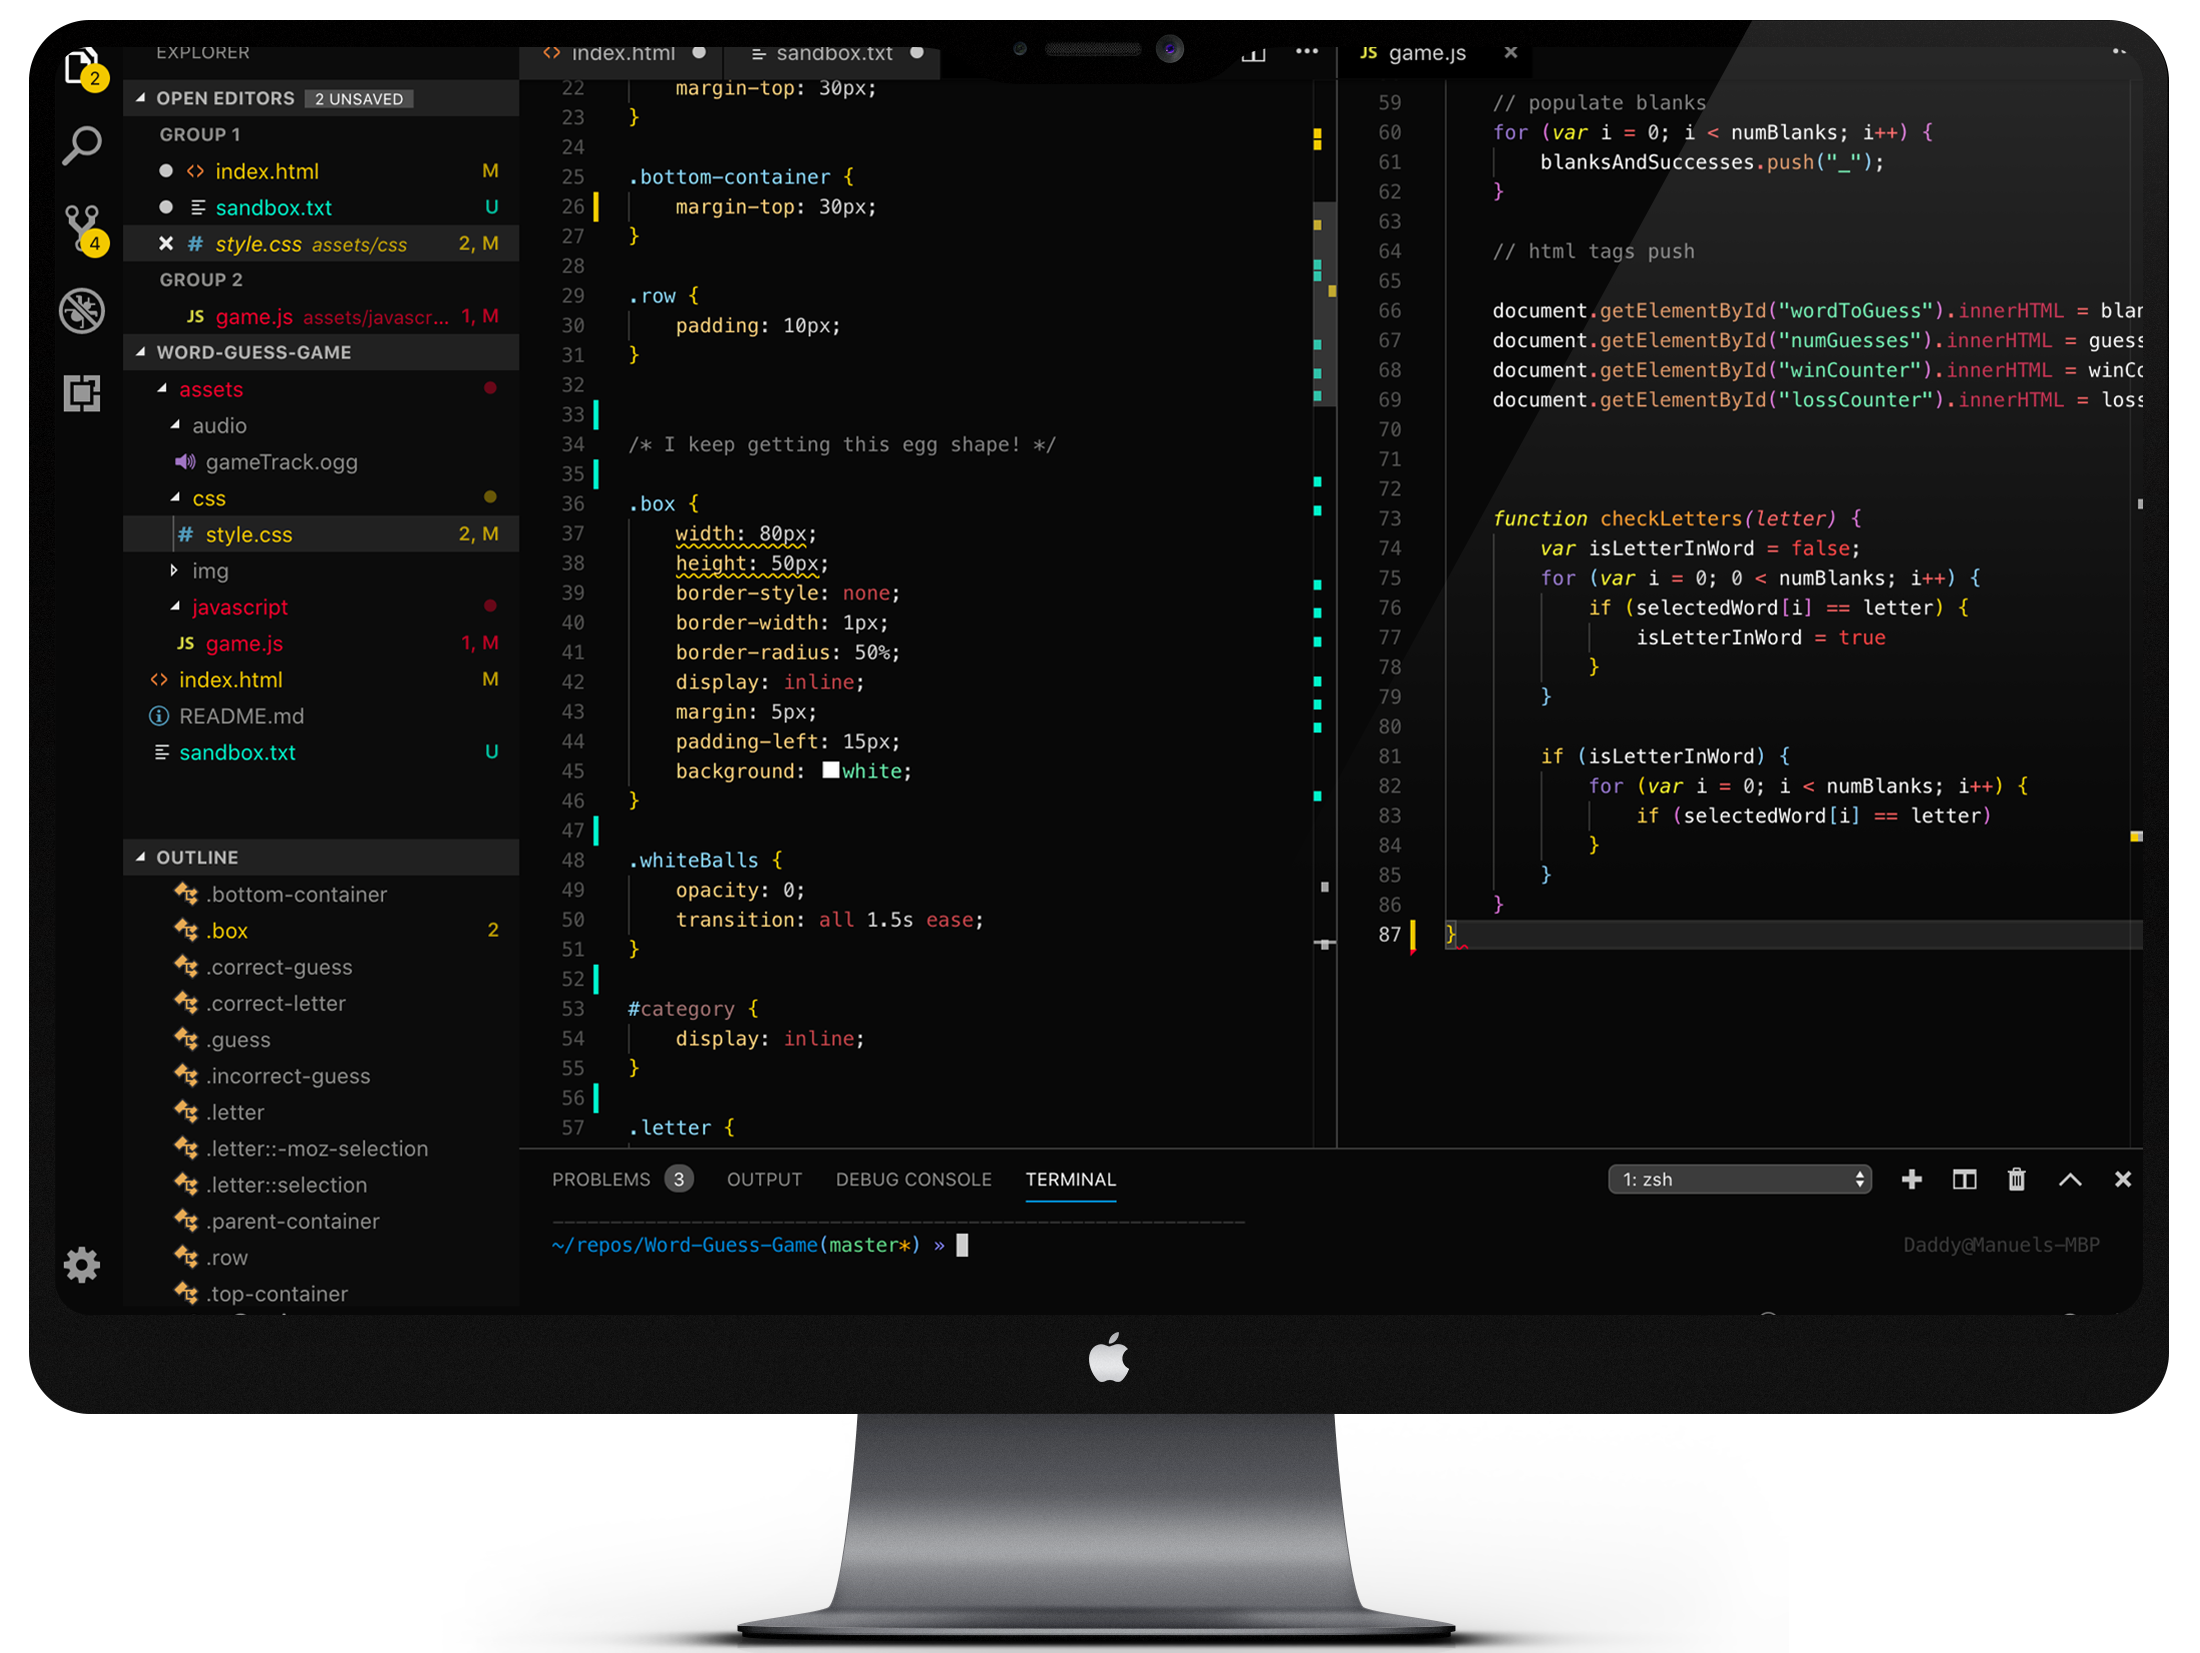 2
4
EXPLORER
OPEN EDITORS 2 UNSAVED
GROUP 1
index.html M
sandbox.txt U
style.css assets/css 2, M
GROUP 2
JS game.js assets/javascr... 1, M
WORD-GUESS-GAME
assets
audio
gameTrack.ogg
css
# style.css 2, M
img
javascript
JS game.js 1, M
<> index.html M
README.md
sandbox.txt U
OUTLINE
.bottom-container
.box 2
.correct-guess
.correct-letter
.guess
.incorrect-guess
.letter
.letter::-moz-selection
.letter::selection
.parent-container
.row
.top-container
<> index.html
sandbox.txt
22 margin-top: 30px;
23 }
24
25 .bottom-container {
26 margin-top: 30px;
27 }
28
29 .row {
30 padding: 10px;
31 }
32
33
34 /* I keep getting this egg shape! */
35
36 .box {
37 width: 80px;
38 height: 50px;
39 border-style: none;
40 border-width: 1px;
41 border-radius: 50%;
42 display: inline;
43 margin: 5px;
44 padding-left: 15px;
45 background: white;
46 }
47
48 .whiteBalls {
49 opacity: 0;
50 transition: all 1.5s ease;
51 }
52
53 #category {
54 display: inline;
55 }
56
57 .letter {
JS game.js ×
59 // populate blanks
60 for (var i = 0; i < numBlanks; i++) {
61 blanksAndSuccesses.push("_");
62 }
63
64 // html tags push
65
66 document.getElementById("wordToGuess").innerHTML = blan
67 document.getElementById("numGuesses").innerHTML = guess
68 document.getElementById("winCounter").innerHTML = winCo
69 document.getElementById("lossCounter").innerHTML = loss
70
71
72
73 function checkLetters(letter) {
74 var isLetterInWord = false;
75 for (var i = 0; 0 < numBlanks; i++) {
76 if (selectedWord[i] == letter) {
77 isLetterInWord = true
78 }
79 }
80
81 if (isLetterInWord) {
82 for (var i = 0; i < numBlanks; i++) {
83 if (selectedWord[i] == letter)
84 }
85 }
86 }
87 }
PROBLEMS 3 OUTPUT DEBUG CONSOLE TERMINAL 1: zsh
~/repos/Word-Guess-Game(master*) » Daddy@Manuels-MBP